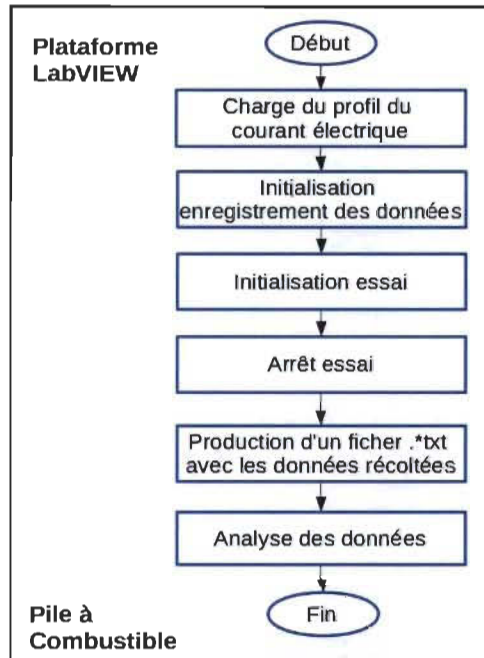 Plataforme
LabVIEW
Début
Charge du profil du
courant électrique
Initialisation
enregistrement des données
Initialisation essai
Arrêt essai
Production d'un ficher .*txt
avec les données récoltées
Analyse des données
Fin
Pile à
Combustible